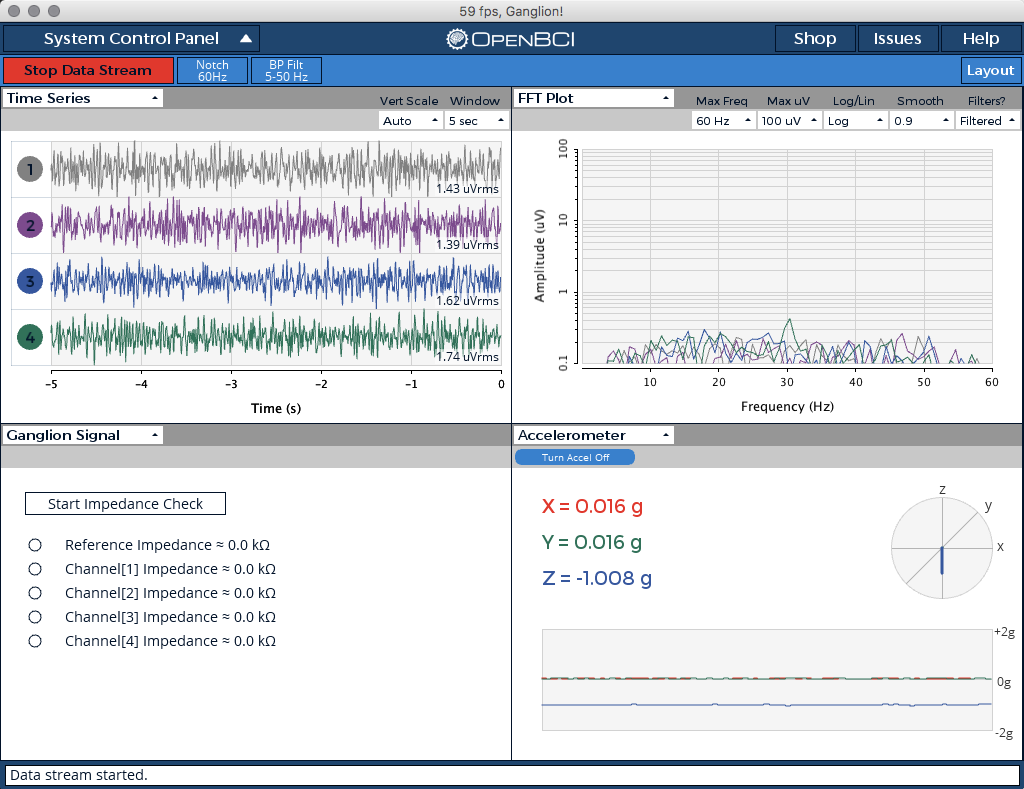 59 fps, Ganglion!
System Control Panel
OPENBCI
Shop
Issues
Help
Stop Data Stream
Notch
60Hz
BP Filt
5-50 Hz
Layout
Time Series
Vert Scale
Window
Auto
5 sec
1
1.43 uVrms
2
1.39 uVrms
3
1.62 uVrms
4
1.74 uVrms
-5
-4
-3
-2
-1
0
Time (s)
FFT Plot
Max Freq
Max uV
Log/Lin
Smooth
Filters?
60 Hz
100 uV
Log
0.9
Filtered
100
10
1
0.1
Amplitude (uV)
10
20
30
40
50
60
Frequency (Hz)
Ganglion Signal
Start Impedance Check
Reference Impedance ≈ 0.0 kΩ
Channel[1] Impedance ≈ 0.0 kΩ
Channel[2] Impedance ≈ 0.0 kΩ
Channel[3] Impedance ≈ 0.0 kΩ
Channel[4] Impedance ≈ 0.0 kΩ
Accelerometer
Turn Accel Off
X = 0.016 g
Y = 0.016 g
Z = -1.008 g
z
y
x
+2g
0g
-2g
Data stream started.